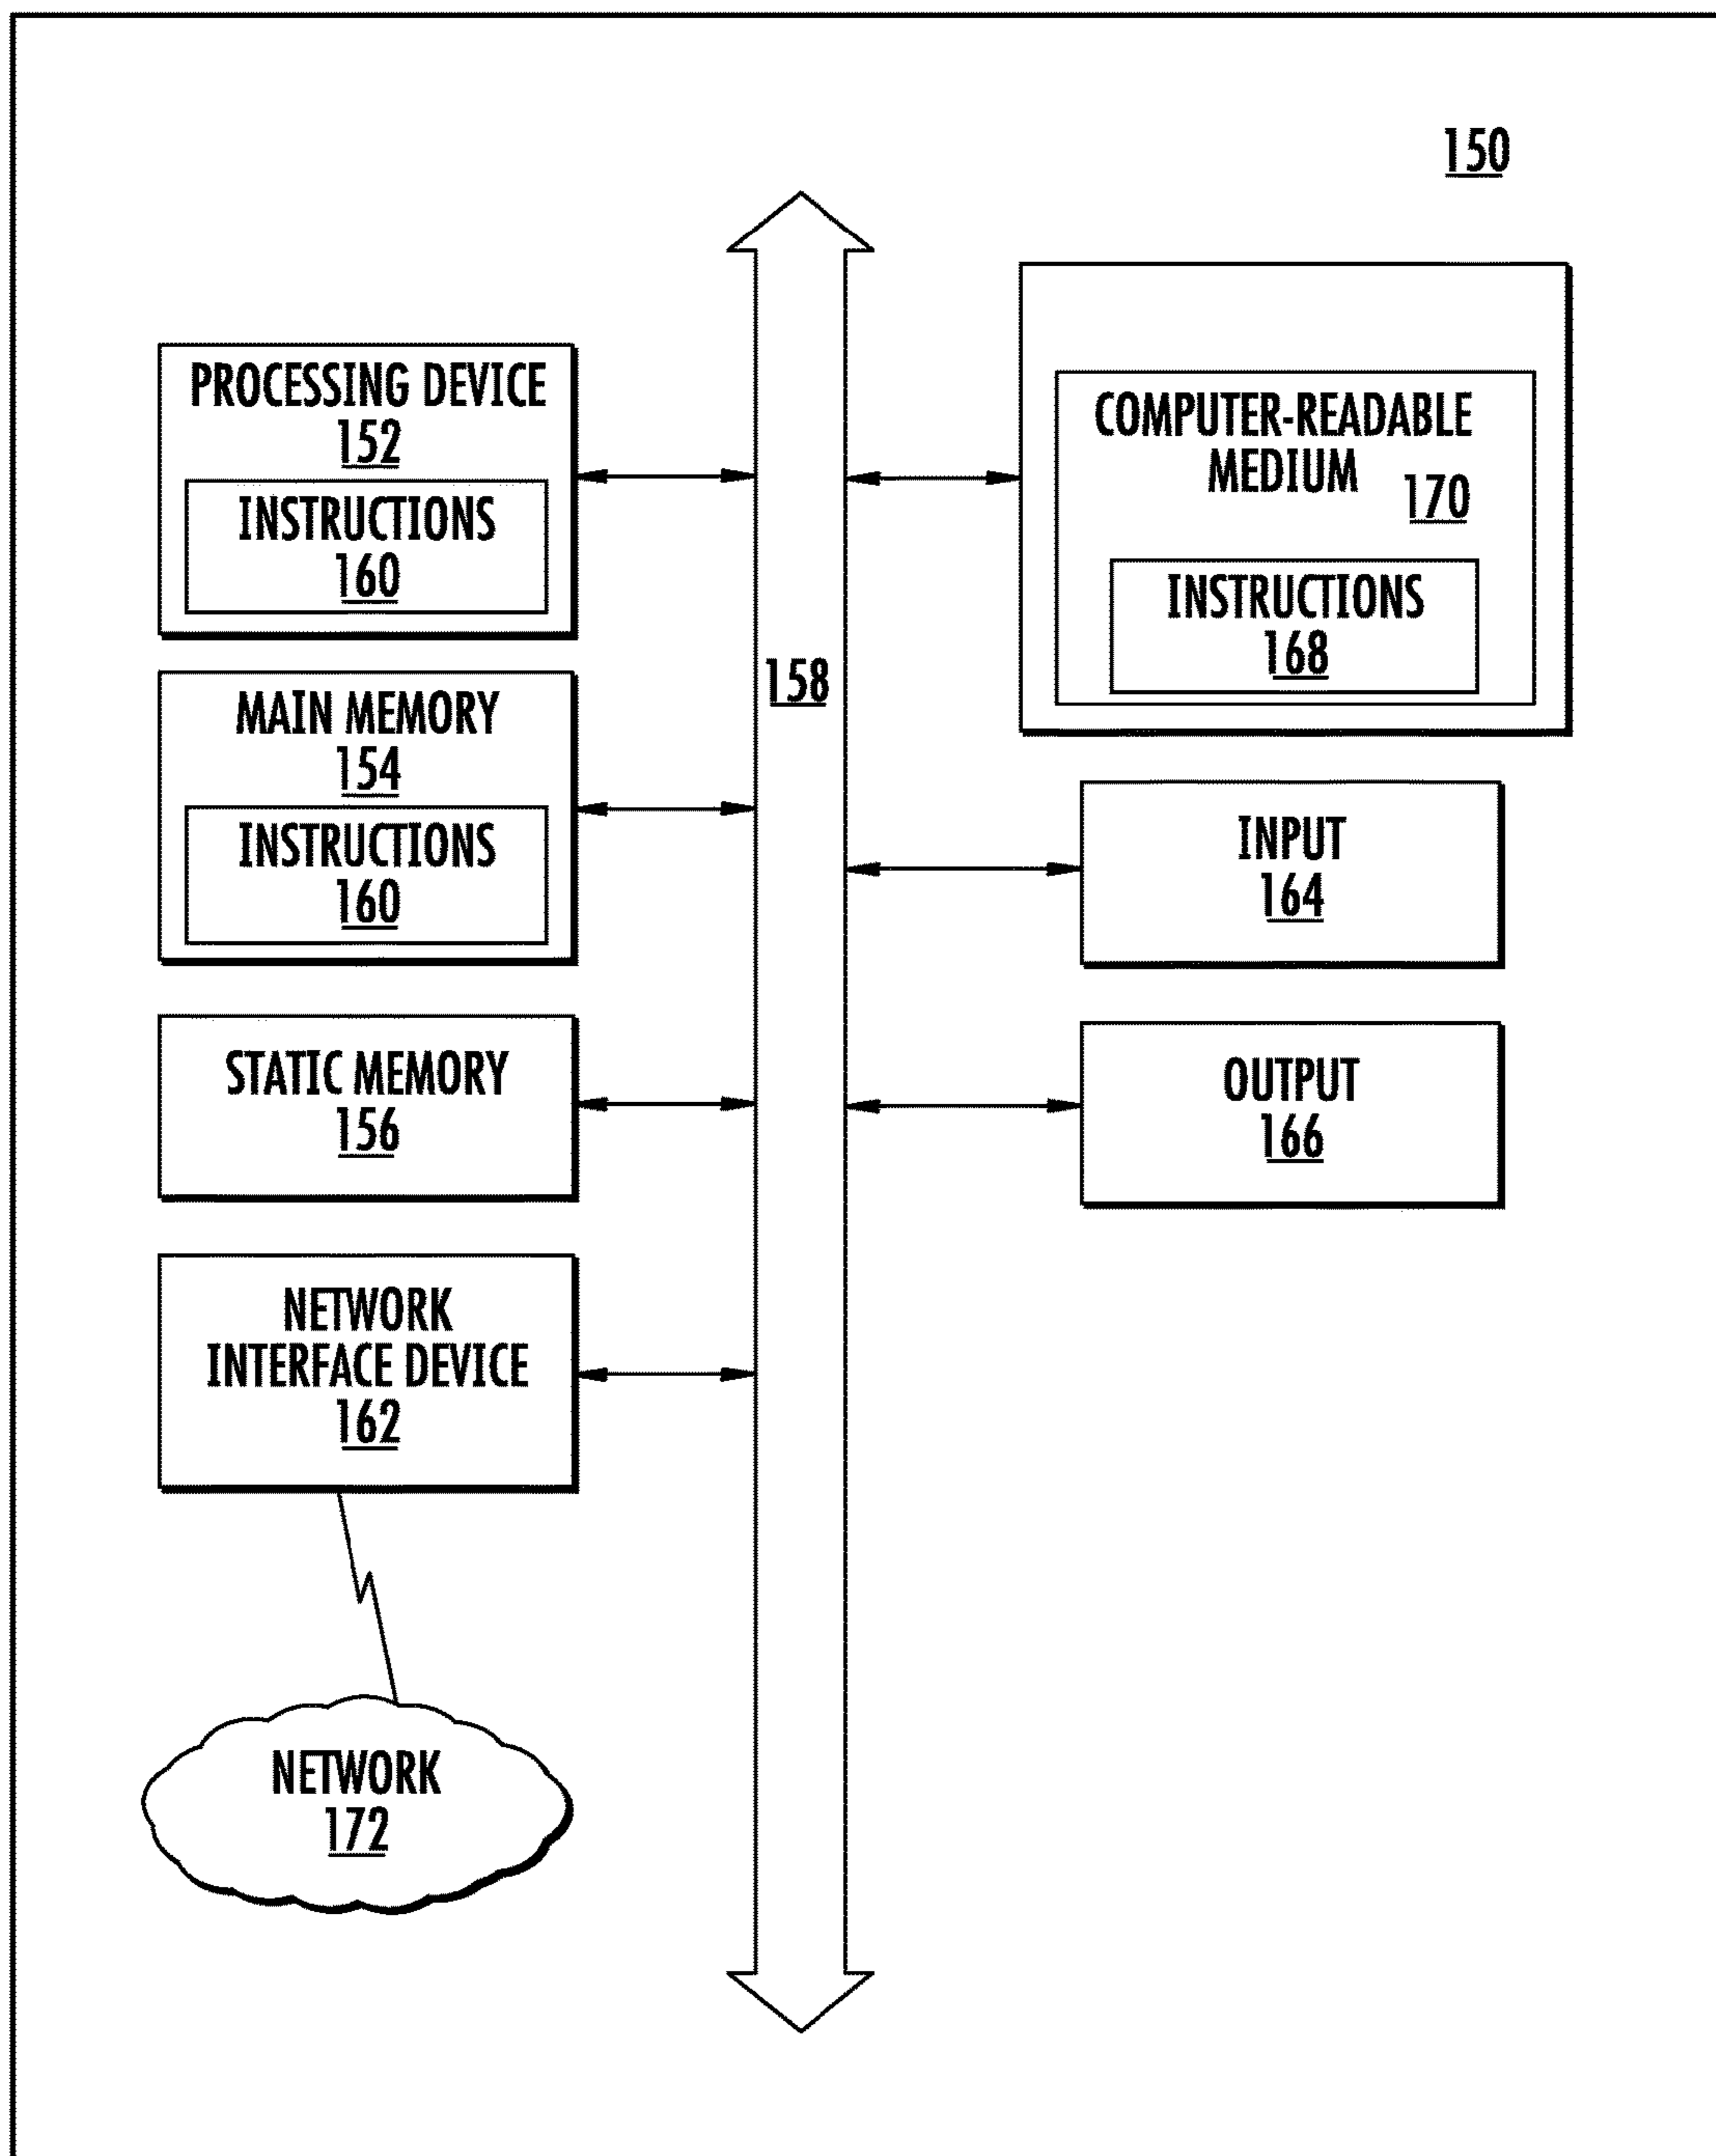 150
PROCESSING DEVICE
152
INSTRUCTIONS
160
MAIN MEMORY
154
INSTRUCTIONS
160
STATIC MEMORY
156
NETWORK
INTERFACE DEVICE
162
NETWORK
172
158
COMPUTER-READABLE
MEDIUM
170
INSTRUCTIONS
168
INPUT
164
OUTPUT
166